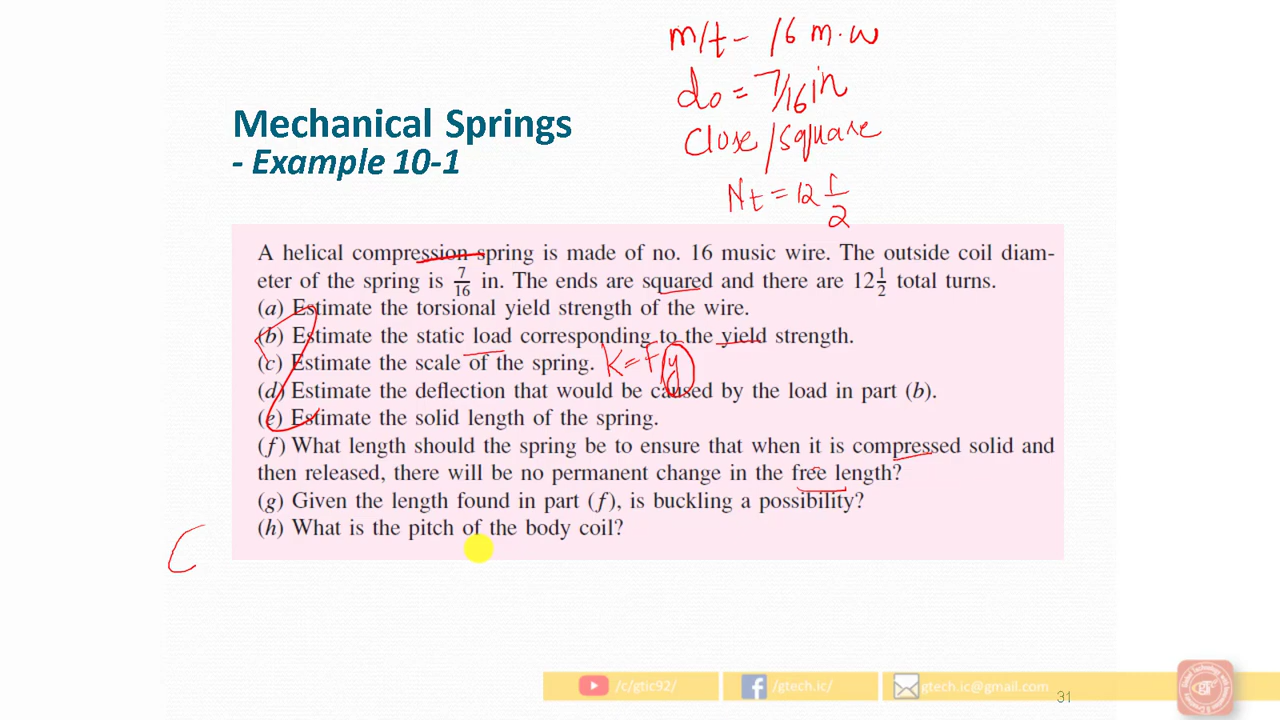 m/t - 16 m.w
do = 7/16 in
Close/square
Nt = 12 1/2
Mechanical Springs
- Example 10-1
A helical compression spring is made of no. 16 music wire. The outside coil diam-
eter of the spring is 7/16 in. The ends are squared and there are 12 1/2 total turns.
(a) Estimate the torsional yield strength of the wire.
(b) Estimate the static load corresponding to the yield strength.
(c) Estimate the scale of the spring. K = F/y
(d) Estimate the deflection that would be caused by the load in part (b).
(e) Estimate the solid length of the spring.
(f) What length should the spring be to ensure that when it is compressed solid and
then released, there will be no permanent change in the free length?
(g) Given the length found in part (f), is buckling a possibility?
(h) What is the pitch of the body coil?
C
/c/gtic92/
/gtech.ic/
gtech.ic@gmail.com
31